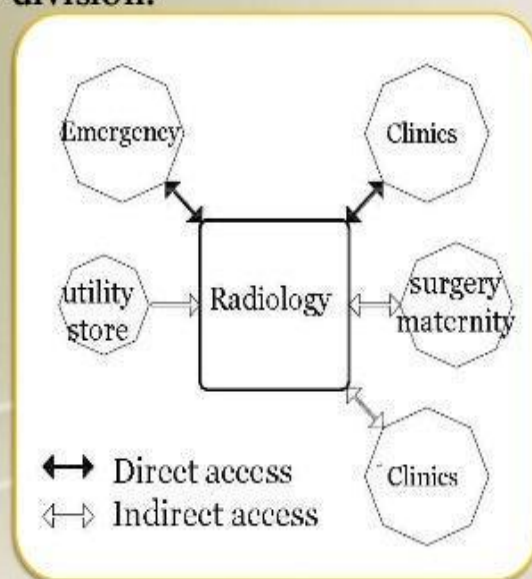 division.
Emergency
Clinics
utility
store
Radiology
surgery
maternity
Clinics
Direct access
Indirect access